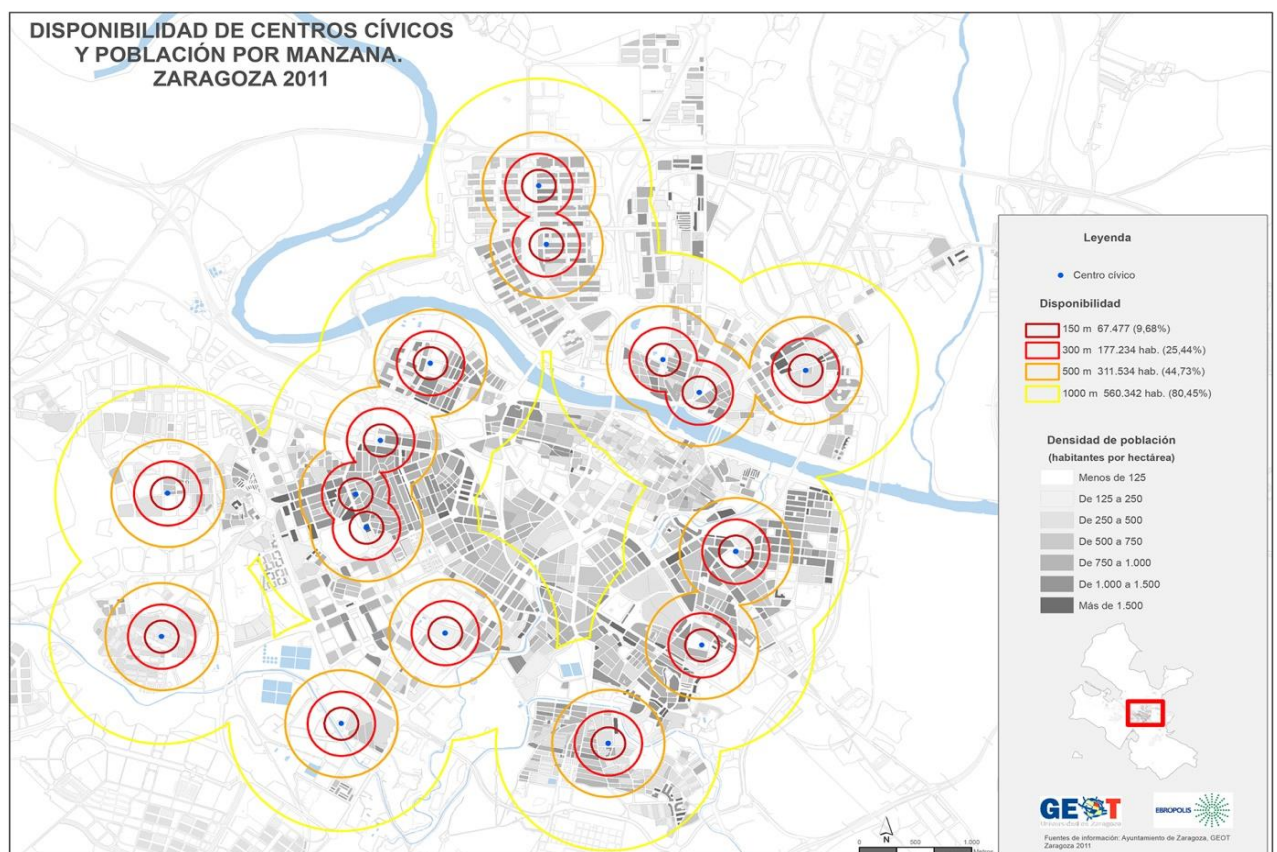 DISPONIBILIDAD DE CENTROS CÍVICOS
Y POBLACIÓN POR MANZANA.
ZARAGOZA 2011
Leyenda
Centro cívico
Disponibilidad
150 m 67.477 (9,68%)
300 m 177.234 hab. (25,44%)
500 m 311.534 hab. (44,73%)
1000 m 560.342 hab. (80,45%)
Densidad de población
(habitantes por hectárea)
Menos de 125
De 125 a 250
De 250 a 500
De 500 a 750
De 750 a 1.000
De 1.000 a 1.500
Más de 1.500
GEOT
EBROPOLIS
Fuentes de información: Ayuntamiento de Zaragoza, GEOT
Zaragoza 2011
N
0 500 1.000
Metros